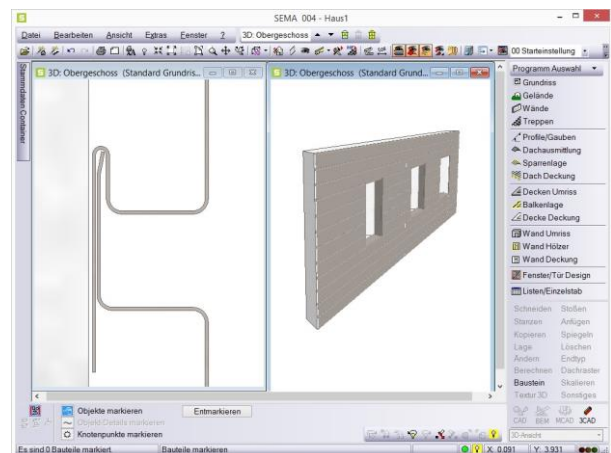 SEMA 004 - Haus1
Datei Bearbeiten Ansicht Extras Fenster ? 3D: Obergeschoss
00 Starteinstellung
Stammdaten Container
3D: Obergeschoss (Standard Grundris...
3D: Obergeschoss (Standard Grund...
Programm Auswahl
Grundriss
Gelände
Wände
Treppen
Profile/Gauben
Dachausmittlung
Sparrenlage
Dach Deckung
Decken Umriss
Balkenlage
Decke Deckung
Wand Umriss
Wand Hölzer
Wand Deckung
Fenster/Tür Design
Listen/Einzelstab
Schneiden Stoßen
Stanzen Anfügen
Kopieren Spiegeln
Lage Löschen
Ändern Endtyp
Berechnen Dachraster
Baustein Skalieren
Textur 3D Sonstiges
CAD BEM MCAD 3CAD
3D-Ansicht
Objekte markieren Entmarkieren
Objekt Details markieren
Knotenpunkte markieren
Es sind 0 Bauteile markiert Bauteile markieren X: 0.091 Y: 3.931